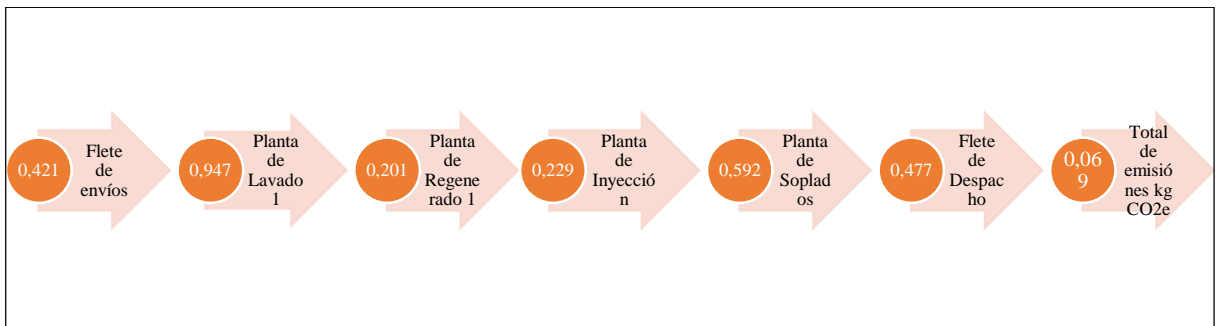 0,421
Flete
de
envíos
0,947
Planta
de
Lavado
1
0,201
Planta
de
Regene
rado 1
0,229
Planta
de
Inyecció
n
0,592
Planta
de
Soplad
os
0,477
Flete
de
Despac
ho
0,06
9
Total
de
emisió
nes kg
CO2e